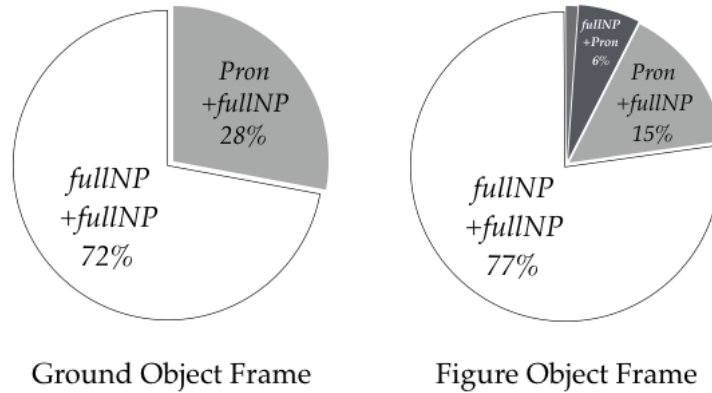 Pron
+fullNP
28%
fullNP
+fullNP
72%
Ground Object Frame
fullNP
+Pron
6%
Pron
+fullNP
15%
fullNP
+fullNP
77%
Figure Object Frame